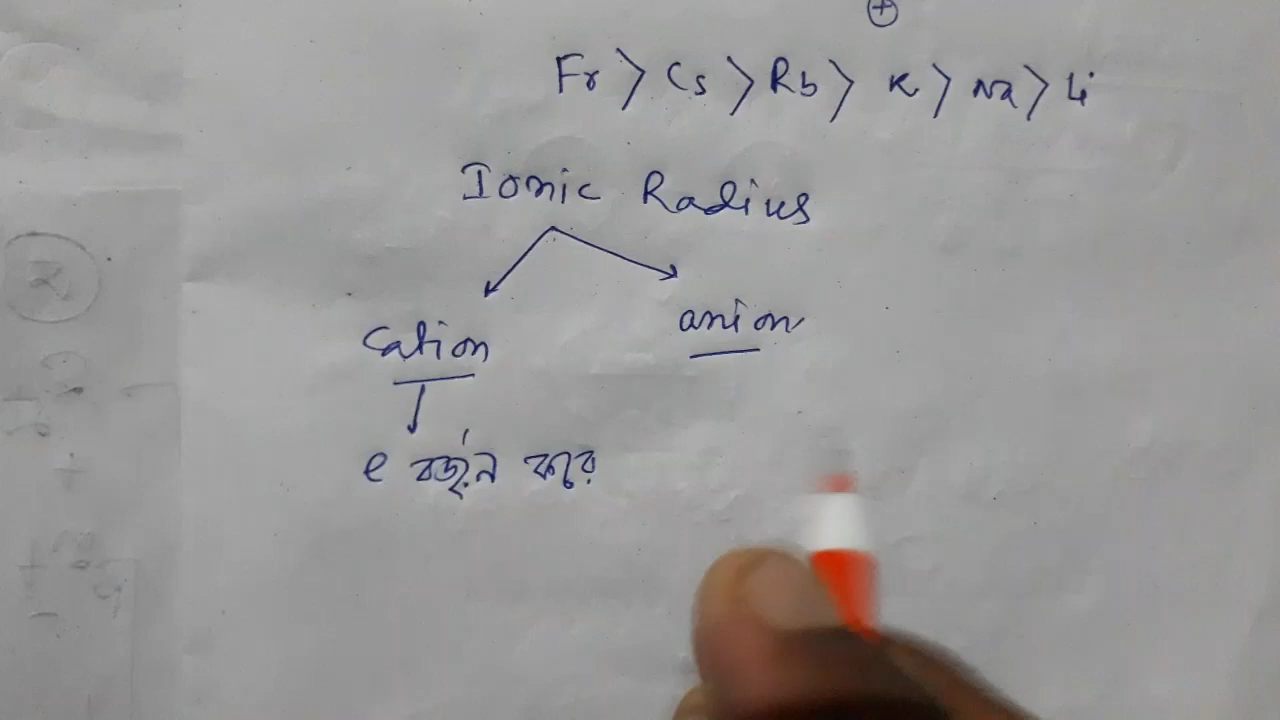 ⊕
Fr > Cs > Rb > K > Na > Li
Ionic Radius
Cation
anion
e বর্জন করে